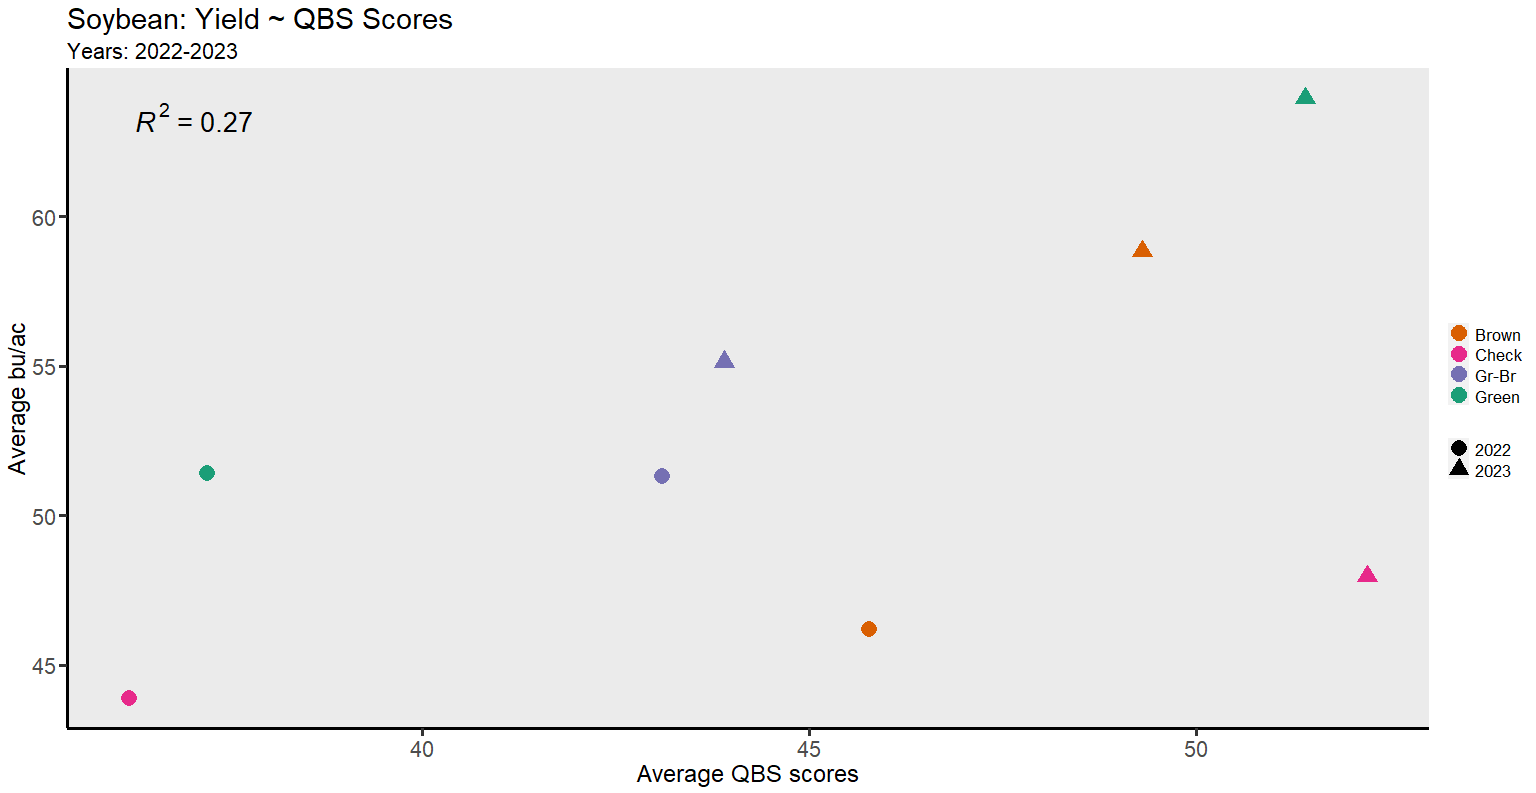 Soybean: Yield ~ QBS Scores
Years: 2022-2023
R² = 0.27
60
55
50
45
Average bu/ac
40 45 50
Average QBS scores
Brown
Check
Gr-Br
Green
2022
2023